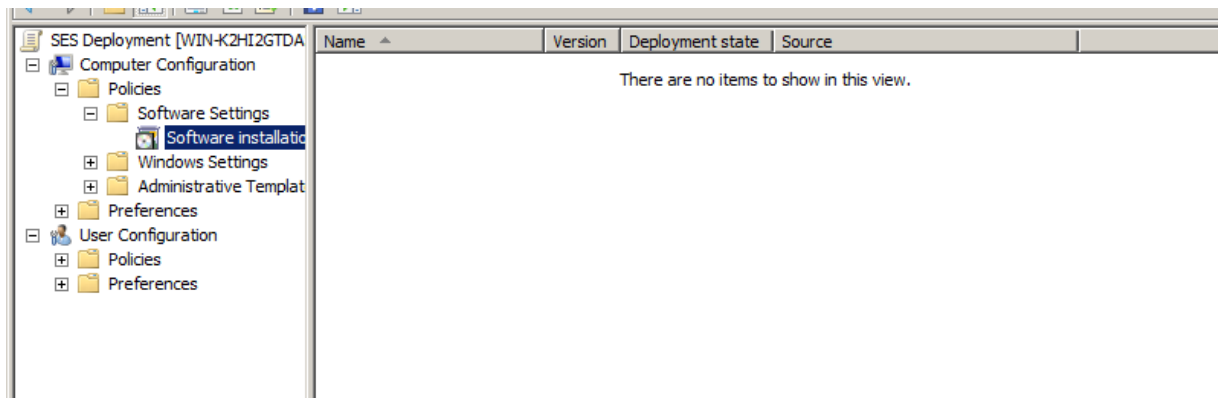 SES Deployment [WIN-K2HI2GTDA
Computer Configuration
Policies
Software Settings
Software installatio
Windows Settings
Administrative Templat
Preferences
User Configuration
Policies
Preferences
Name Version Deployment state Source
There are no items to show in this view.